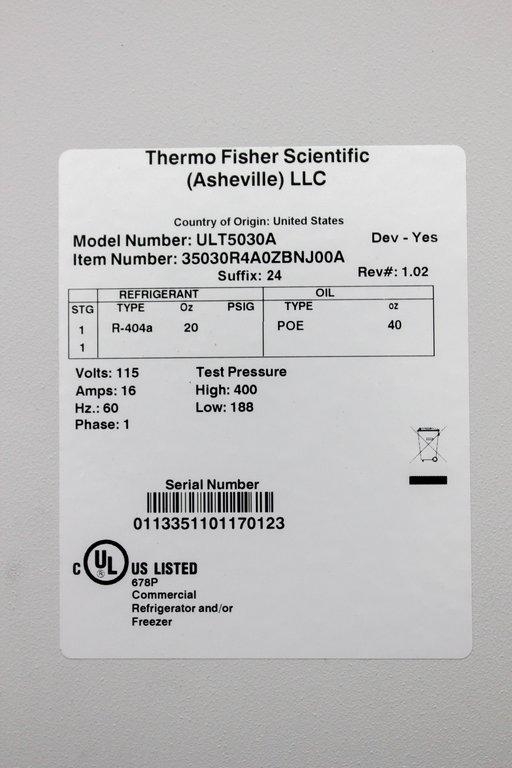 Thermo Fisher Scientific
(Asheville) LLC
Country of Origin: United States
Model Number: ULT5030A Dev - Yes
Item Number: 35030R4A0ZBNJ00A
Suffix: 24 Rev#: 1.02
REFRIGERANT OIL
STG TYPE Oz PSIG TYPE oz
1 R-404a 20 POE 40
1
Volts: 115 Test Pressure
Amps: 16 High: 400
Hz.: 60 Low: 188
Phase: 1
Serial Number
0113351101170123
C UL ® US LISTED
678P
Commercial
Refrigerator and/or
Freezer